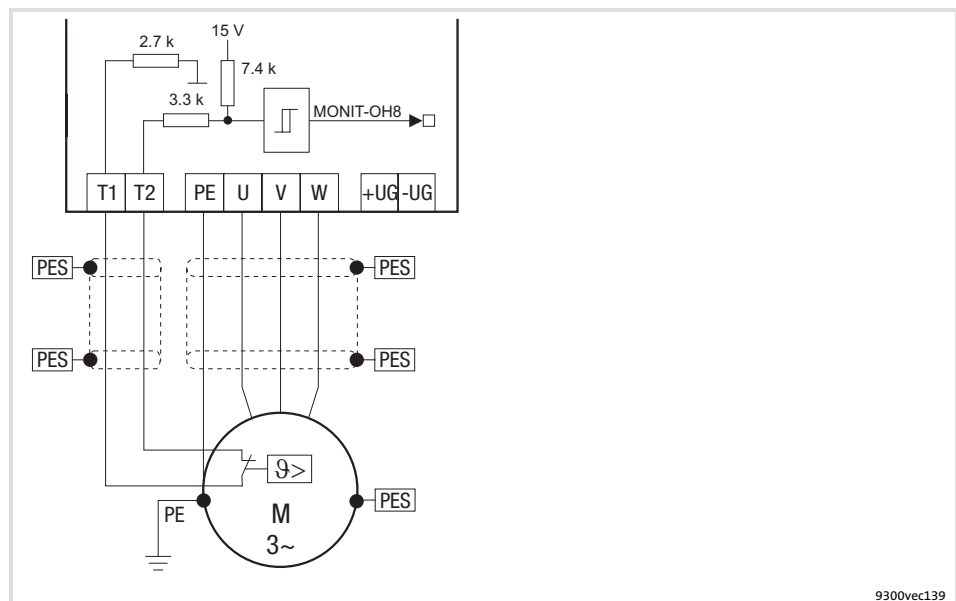 15 V
2.7 k
7.4 k
3.3 k
MONIT-OH8
T1 T2 PE U V W +UG -UG
PES PES
PES PES
ϑ>
PES
PE
M
3~
9300vec139